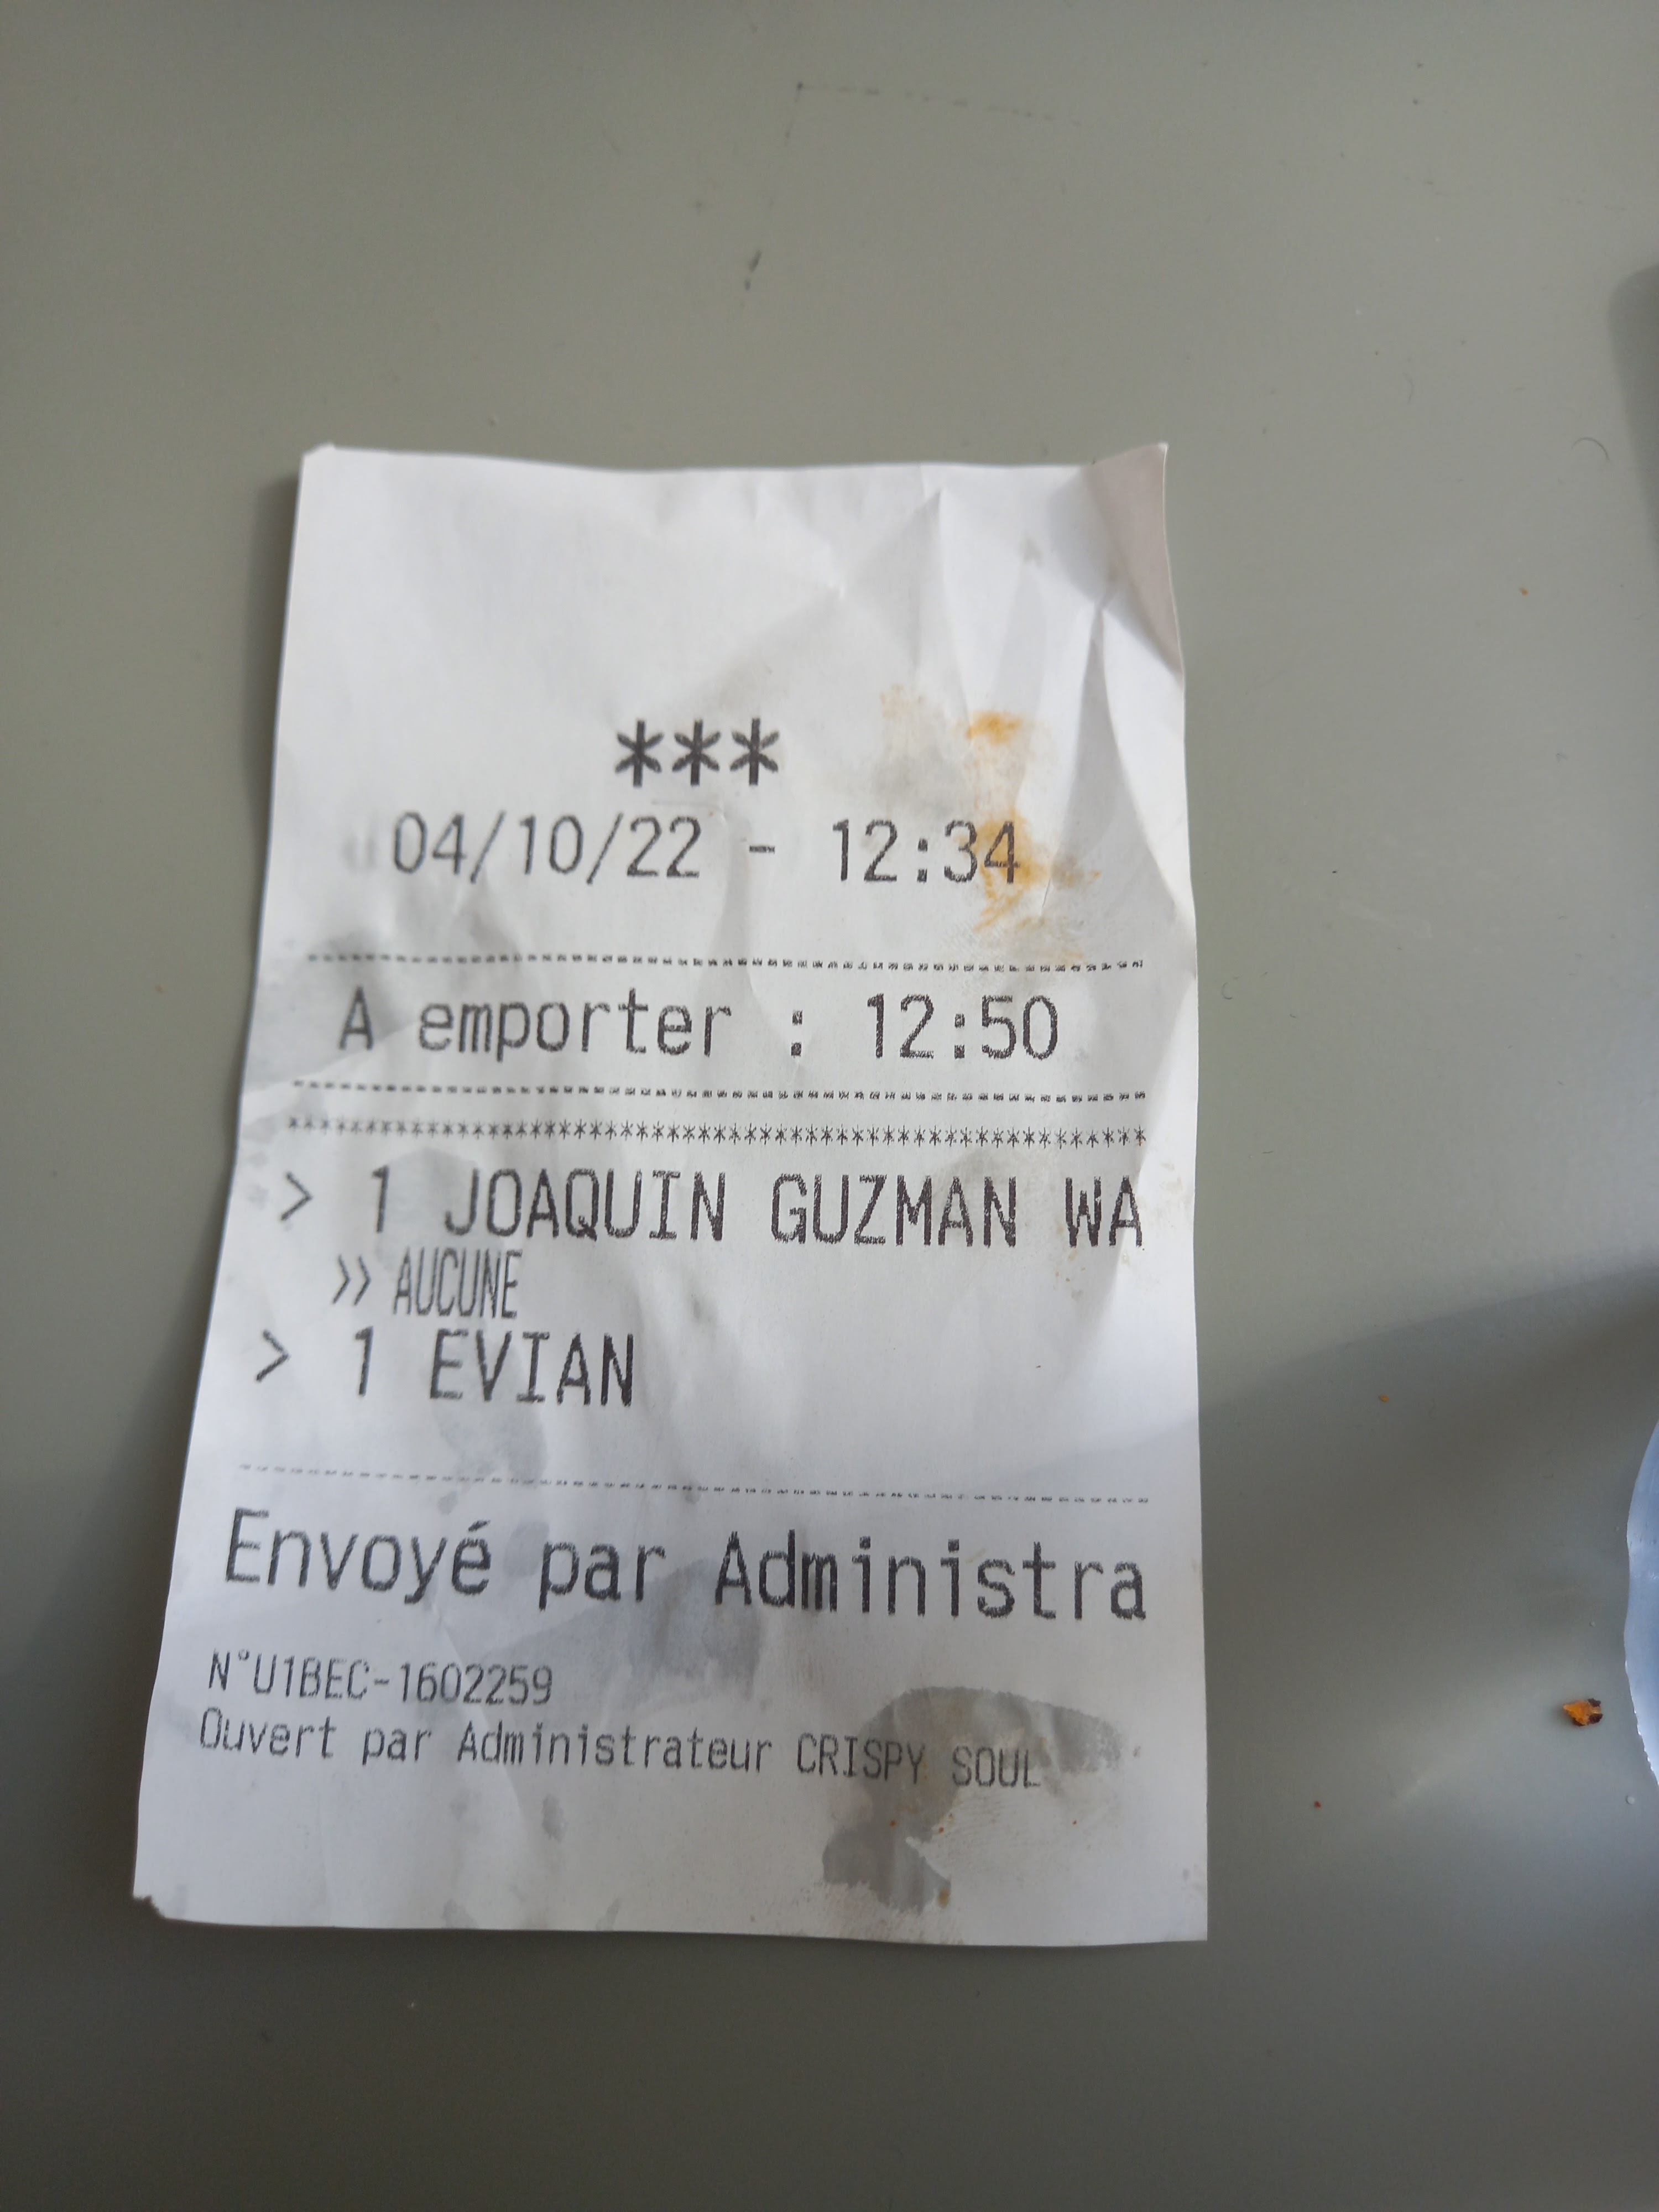 ***
04/10/22 - 12:34
A emporter : 12:50
*******************************************************
> 1 JOAQUIN GUZMAN WA
>> AUCUNE
> 1 EVIAN
Envoyé par Administra
N°U1BEC-1602259
Ouvert par Administrateur CRISPY SOUL